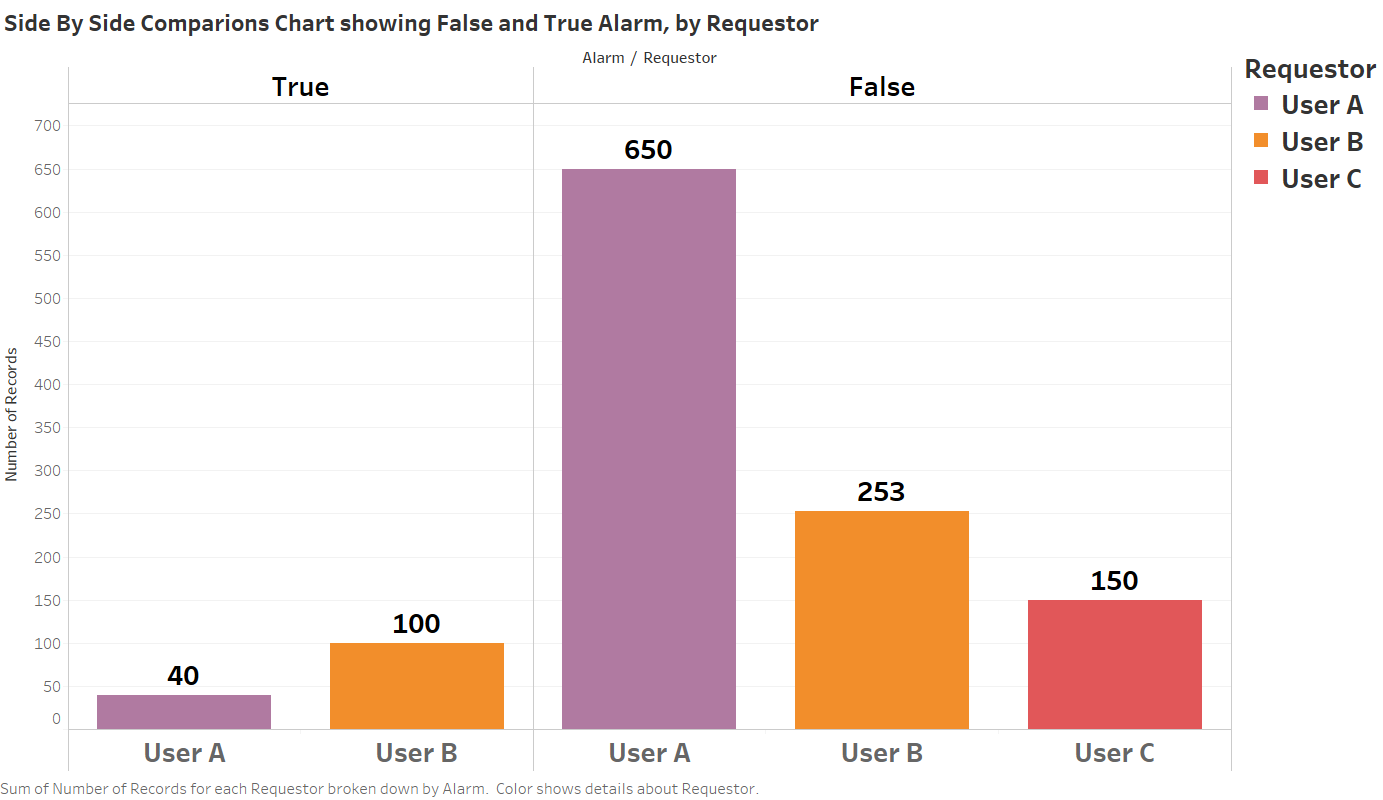 Side By Side Comparions Chart showing False and True Alarm, by Requestor
Alarm / Requestor
True
False
Requestor
User A
User B
User C
Number of Records
700
650
600
550
500
450
400
350
300
250
200
150
100
50
0
40
100
650
253
150
User A
User B
User A
User B
User C
Sum of Number of Records for each Requestor broken down by Alarm. Color shows details about Requestor.